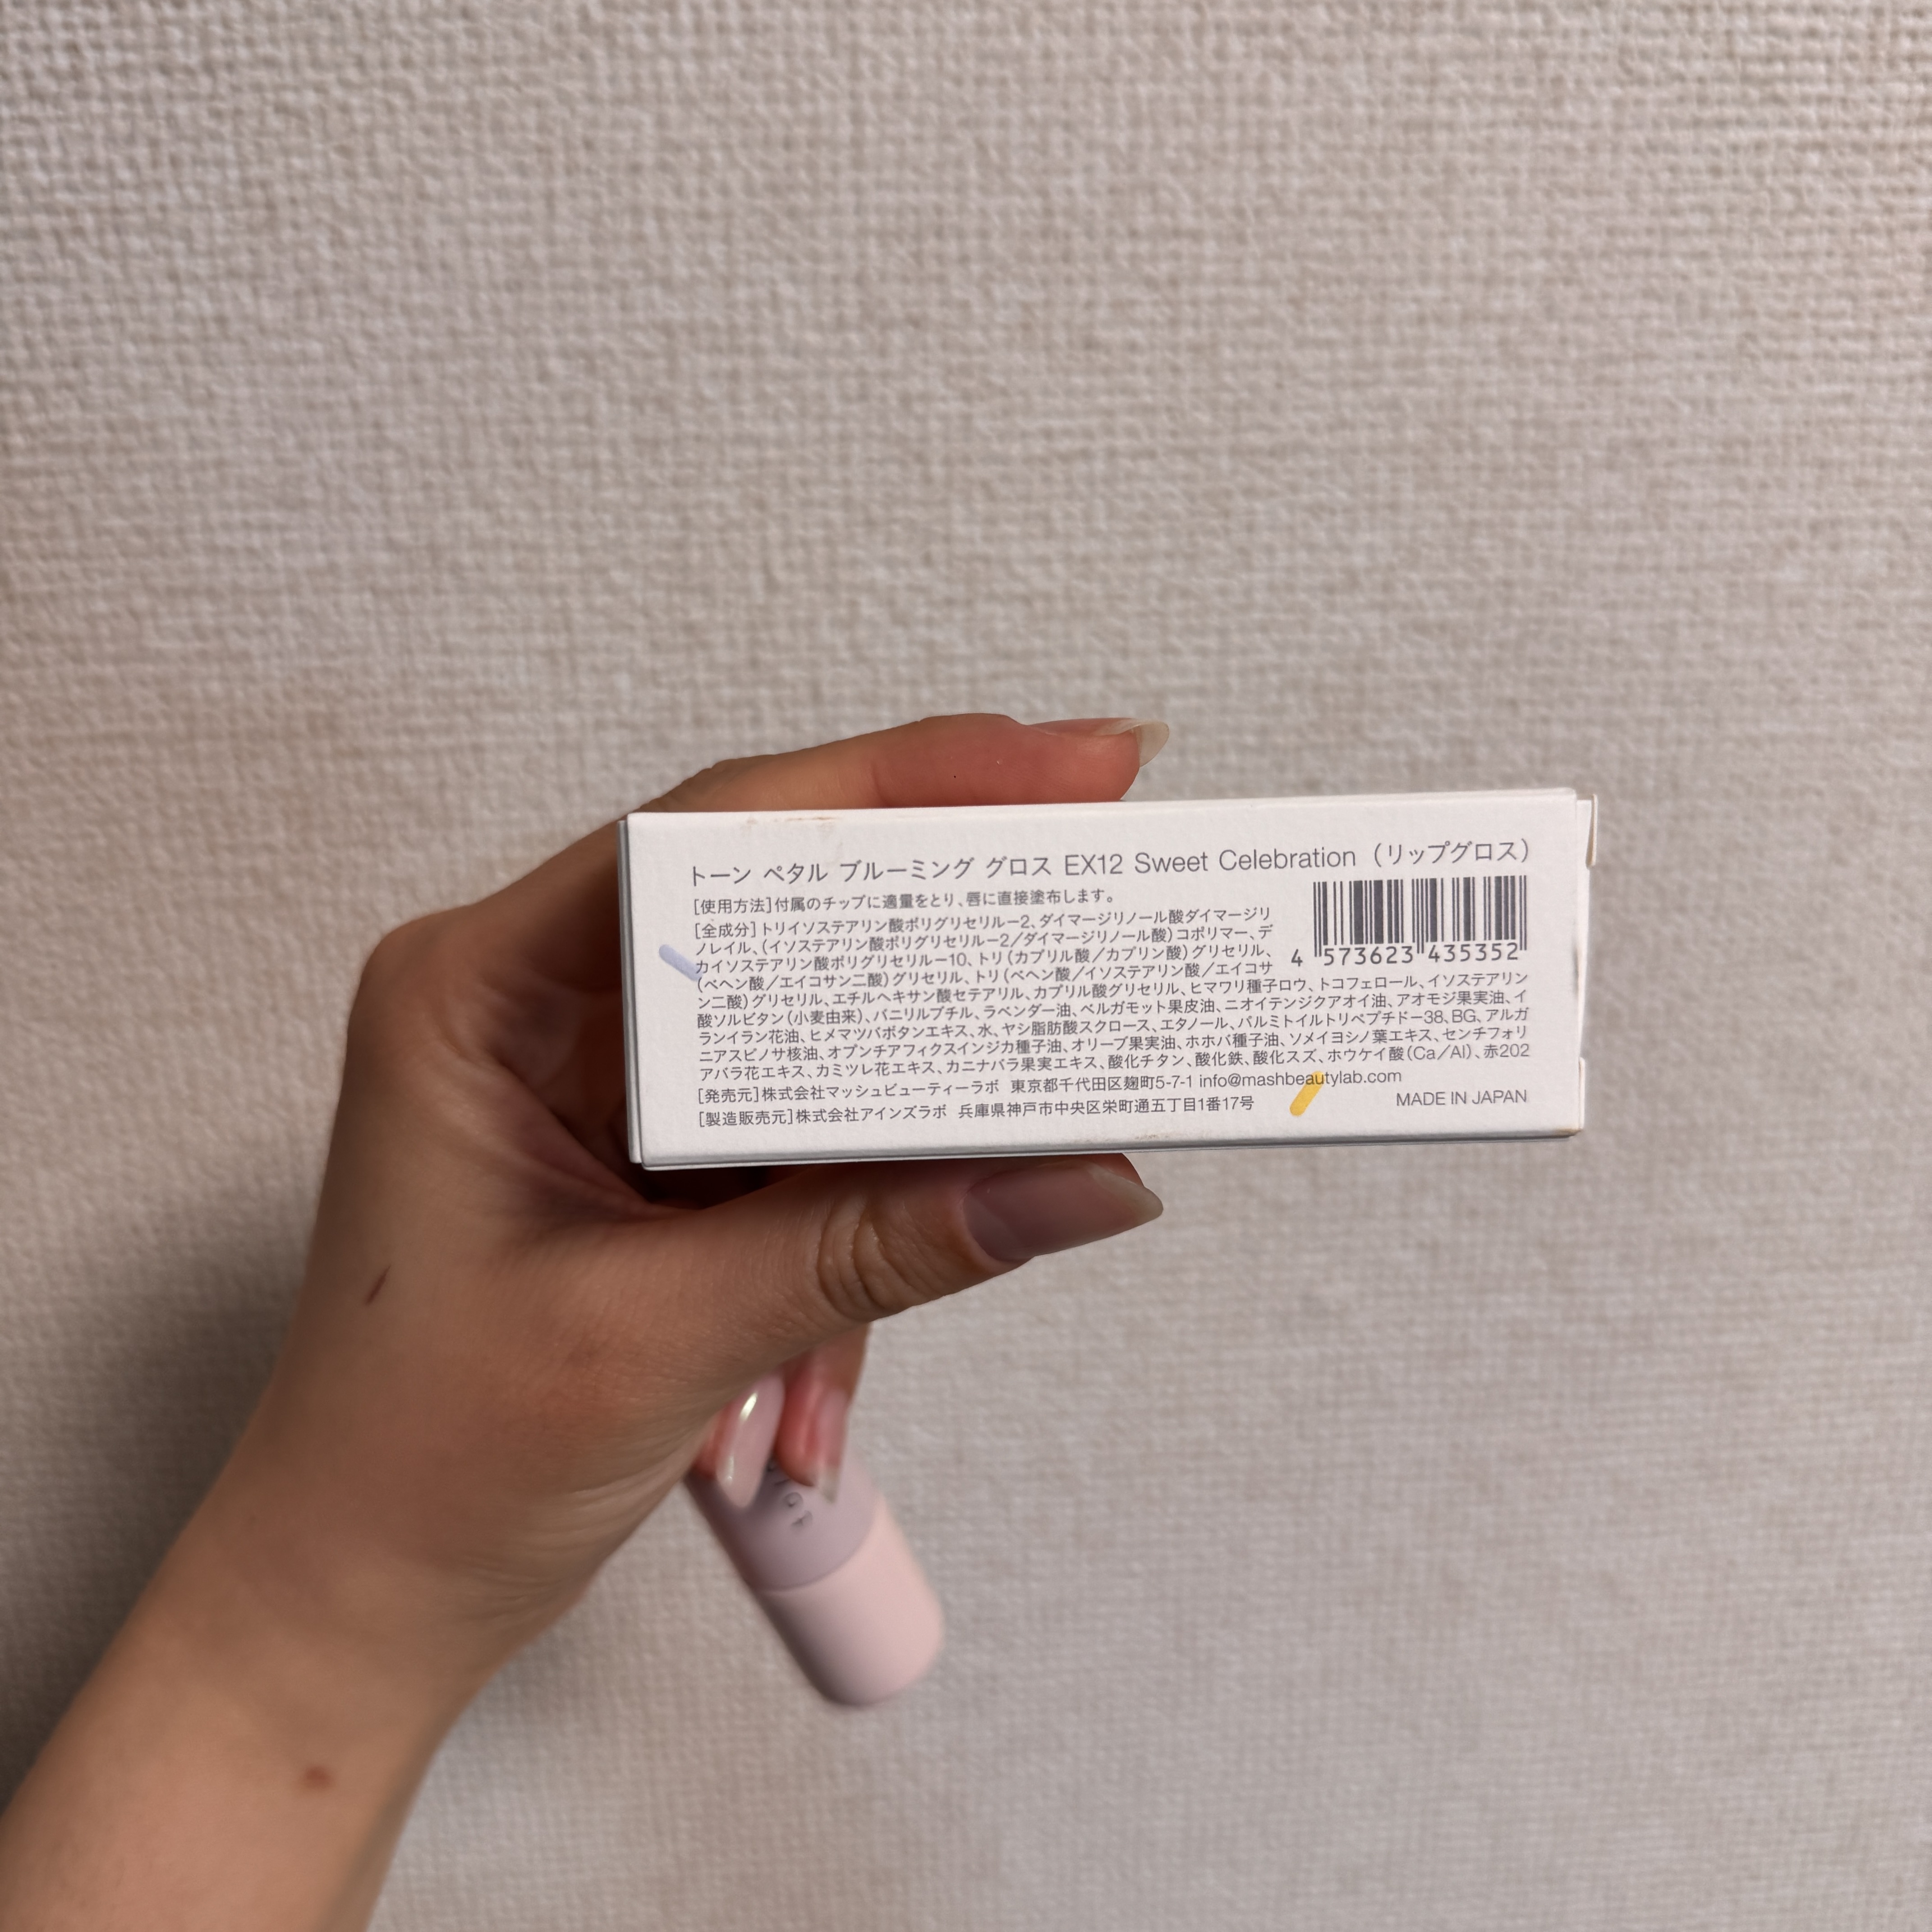 トーン ペタル ブルーミング グロス EX12 Sweet Celebration（リップグロス）
[使用方法]付属のチップに適量をとり、唇に直接塗布します。
[全成分]トリイソステアリン酸ポリグリセリル－2、ダイマージリノール酸ダイマージリ
ノレイル、（イソステアリン酸ポリグリセリル－2／ダイマージリノール酸）コポリマー、デ
カイソステアリン酸ポリグリセリル－10、トリ（カプリル酸／カプリン酸）グリセリル、
（ベヘン酸／エイコサン二酸）グリセリル、トリ（ベヘン酸／イソステアリン酸／エイコサ
ン二酸）グリセリル、エチルヘキサン酸セテアリル、カプリル酸グリセリル、ヒマワリ種子ロウ、トコフェロール、イソステアリン
酸ソルビタン（小麦由来）、バニリルブチル、ラベンダー油、ベルガモット果皮油、ニオイテンジクアオイ油、アオモジ果実油、イ
ランイラン花油、ヒメマツバボタンエキス、水、ヤシ脂肪酸スクロース、エタノール、パルミトイルトリペプチド－38、BG、アルガ
ニアスピノサ核油、オプンチアフィクスインジカ種子油、オリーブ果実油、ホホバ種子油、ソメイヨシノ葉エキス、センチフォリ
アバラ花エキス、カミツレ花エキス、カニナバラ果実エキス、酸化チタン、酸化鉄、酸化スズ、ホウケイ酸（Ca／Al）、赤202
[発売元]株式会社マッシュビューティーラボ 東京都千代田区麹町5-7-1 info@mashbeautylab.com
[製造販売元]株式会社アインズラボ 兵庫県神戸市中央区栄町通五丁目1番17号
4 573623 435352
MADE IN JAPAN